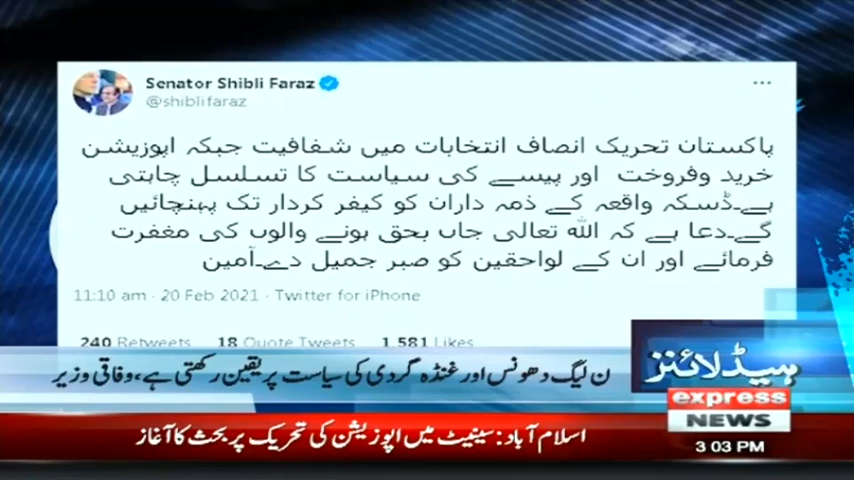 Senator Shibli Faraz
@shiblifaraz
پاکستان تحریک انصاف انتخابات میں شفافیت جبکہ اپوزیشن
خرید وفروخت اور پیسے کی سیاست کا تسلسل چاہتی
ہے۔ڈسکہ واقعہ کے ذمہ داران کو کیفر کردار تک پہنچائیں
گے۔دعا ہے کہ اللہ تعالی جاں بحق ہونے والوں کی مغفرت
فرمائے اور ان کے لواحقین کو صبر جمیل دے۔آمین
11:10 am · 20 Feb 2021 · Twitter for iPhone
240 Retweets 18 Quote Tweets 1,581 Likes
ن لیگ دھونس اور غنڈہ گردی کی سیاست پر یقین رکھتی ہے، وفاقی وزیر
ہیڈلائنز
express
NEWS
3:03 PM
اسلام آباد: سینیٹ میں اپوزیشن کی تحریک پر بحث کا آغاز